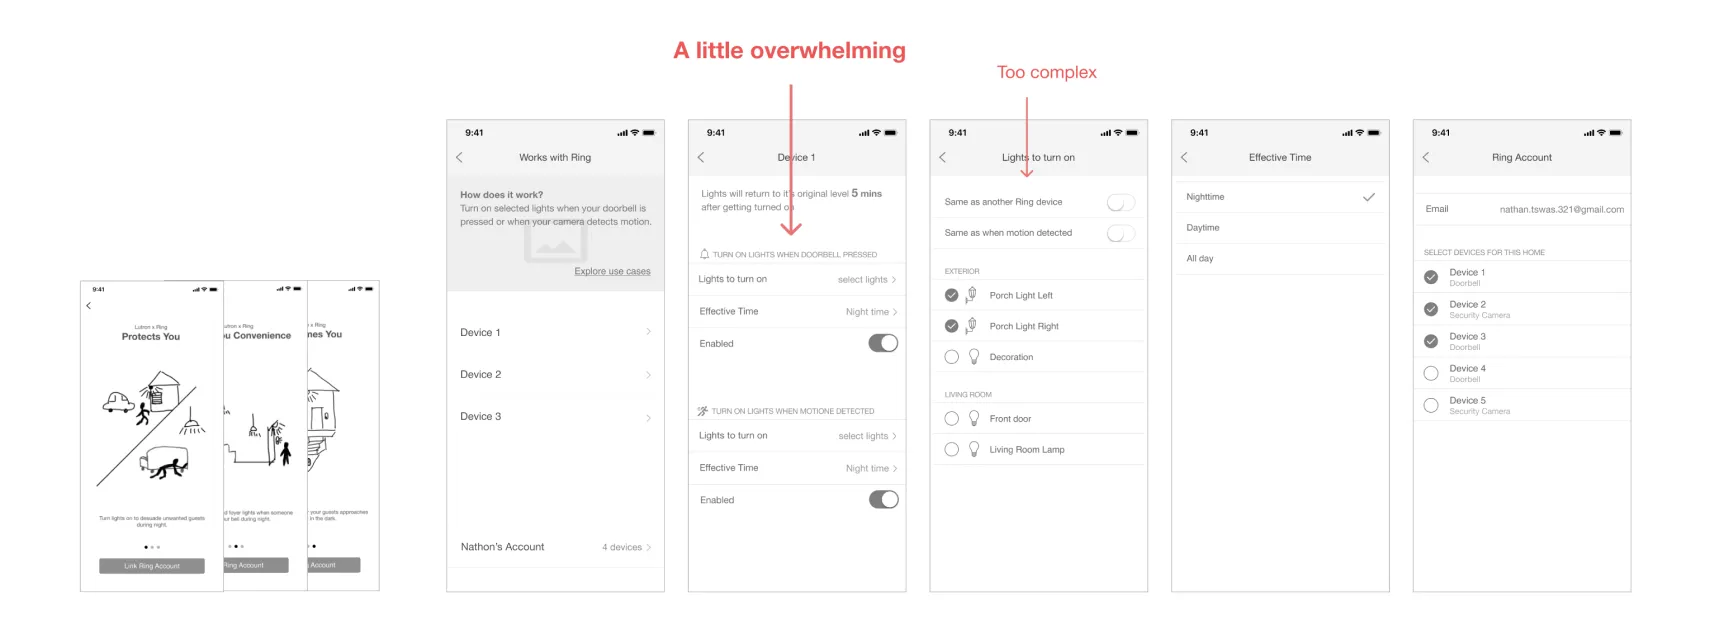 A little overwhelming
Too complex
9:41
Lutron x Ring
Protects You
Turn lights on to desuade unwanted guests
during night.
Link Ring Account
u Convenience
d foyer lights when someone
ur bell during night.
Ring Account
x Ring
nes You
your guests approaches
in the dark.
Account
9:41
Works with Ring
How does it work?
Turn on selected lights when your doorbell is
pressed or when your camera detects motion.
Explore use cases
Device 1
Device 2
Device 3
Nathon's Account 4 devices
9:41
Device 1
Lights will return to it's original level 5 mins
after getting turned on
TURN ON LIGHTS WHEN DOORBELL PRESSED
Lights to turn on select lights
Effective Time Night time
Enabled
TURN ON LIGHTS WHEN MOTIONE DETECTED
Lights to turn on select lights
Effective Time Night time
Enabled
9:41
Lights to turn on
Same as another Ring device
Same as when motion detected
EXTERIOR
Porch Light Left
Porch Light Right
Decoration
LIVING ROOM
Front door
Living Room Lamp
9:41
Effective Time
Nighttime
Daytime
All day
9:41
Ring Account
Email nathan.tswas.321@gmail.com
SELECT DEVICES FOR THIS HOME
Device 1
Doorbell
Device 2
Security Camera
Device 3
Doorbell
Device 4
Doorbell
Device 5
Security Camera